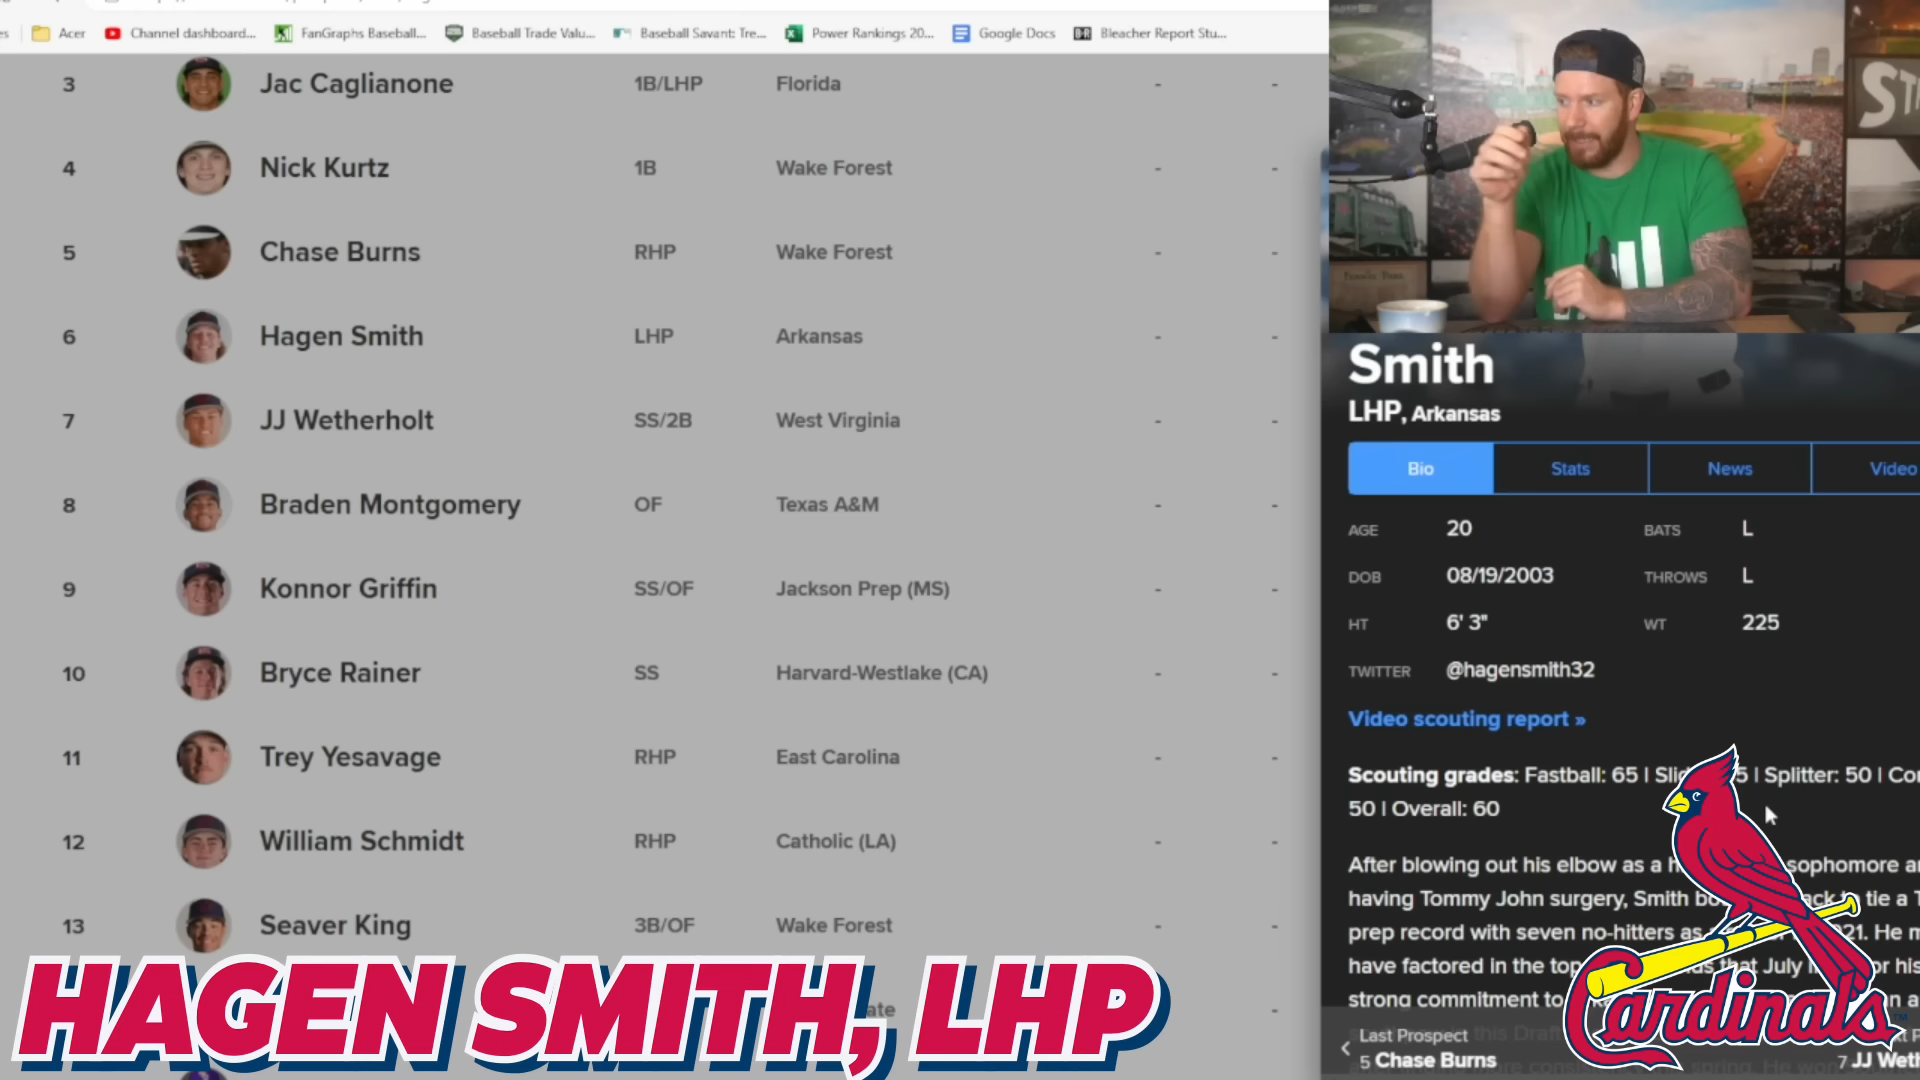 Acer Channel dashboard... FanGraphs Baseball... Baseball Trade Valu... Baseball Savant: Tre... Power Rankings 20... Google Docs Bleacher Report Stu...
3 Jac Caglianone 1B/LHP Florida - -
4 Nick Kurtz 1B Wake Forest - -
5 Chase Burns RHP Wake Forest - -
6 Hagen Smith LHP Arkansas - -
7 JJ Wetherholt SS/2B West Virginia - -
8 Braden Montgomery OF Texas A&M - -
9 Konnor Griffin SS/OF Jackson Prep (MS) - -
10 Bryce Rainer SS Harvard-Westlake (CA) - -
11 Trey Yesavage RHP East Carolina - -
12 William Schmidt RHP Catholic (LA) - -
13 Seaver King 3B/OF Wake Forest - -
HAGEN SMITH, LHP
Smith
LHP, Arkansas
Bio Stats News Video
AGE 20 BATS L
DOB 08/19/2003 THROWS L
HT 6' 3" WT 225
TWITTER @hagensmith32
Video scouting report »
Scouting grades: Fastball: 65 | Splitter: 50 |
50 | Overall: 60
After blowing out his elbow as a sophomore
having Tommy John surgery, Smith tie a
prep record with seven no-hitters as He
have factored in the top that July his
strong commitment to
Last Prospect
5 Chase Burns 7 JJ
Cardinals